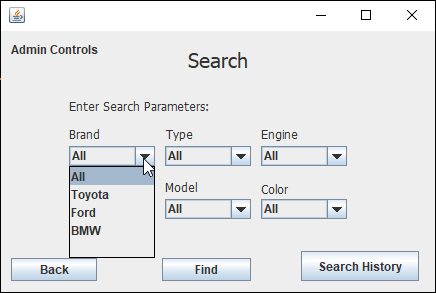 Admin Controls
Search
Enter Search Parameters:
Brand Type Engine
All All All
All
Toyota
Ford
BMW
Model Color
All All
Back Find Search History